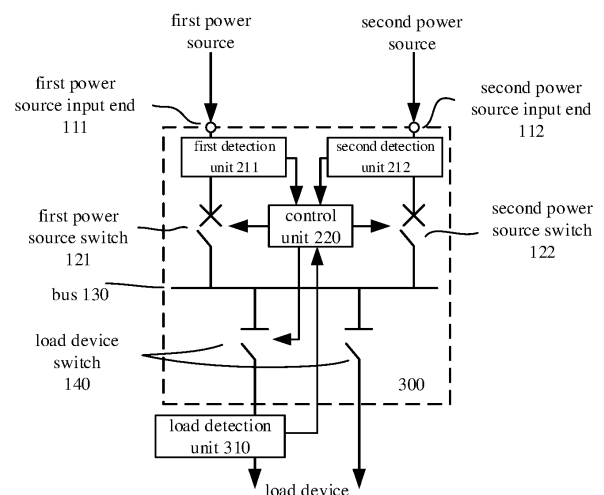 first power
source
second power
source
first power
source input end
111
second power
source input end
112
first detection
unit 211
second detection
unit 212
first power
source switch
121
control
unit 220
second power
source switch
122
bus 130
load device
switch
140
300
load detection
unit 310
load device